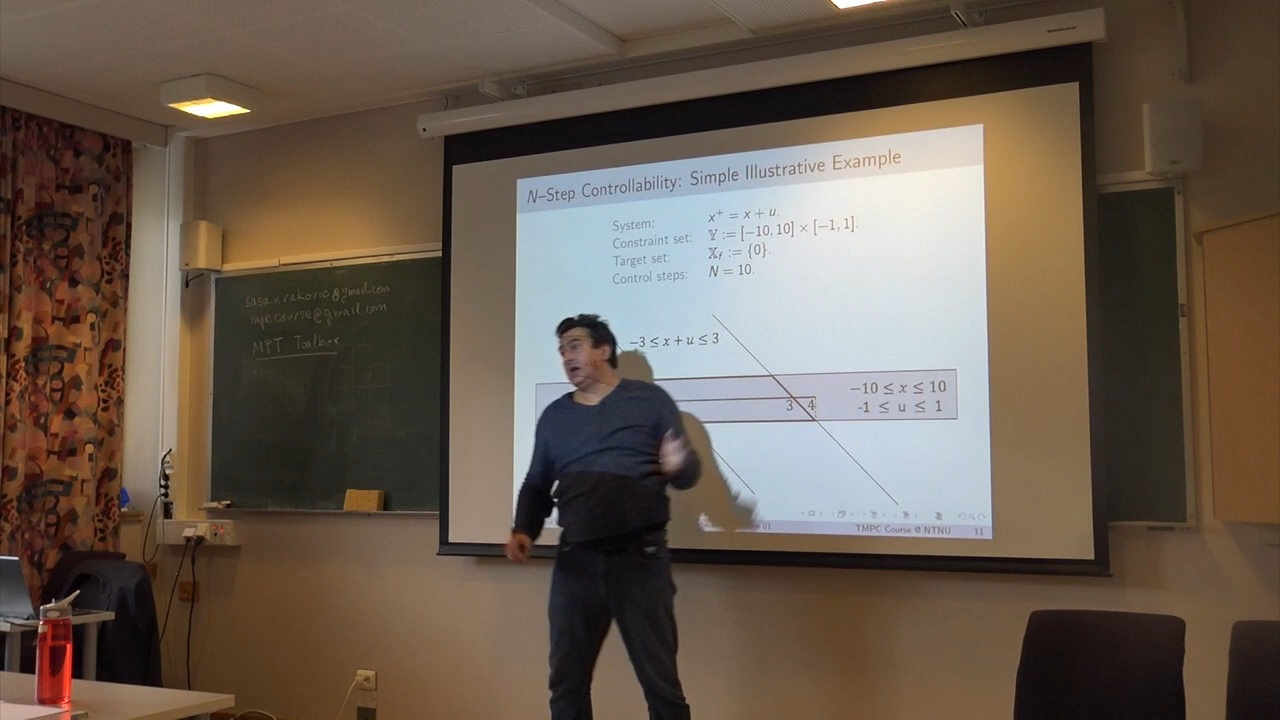 N–Step Controllability: Simple Illustrative Example
System: x⁺ = x + u.
Constraint set: 𝕐 := [−10, 10] × [−1, 1].
Target set: 𝕏f := {0}.
Control steps: N = 10.
sasa.v.rakovic@gmail.com
mpc.course@gmail.com
MPT Toolbox
−3 ≤ x + u ≤ 3
−10 ≤ x ≤ 10
3 4
-1 ≤ u ≤ 1
01
TMPC Course @ NTNU 11